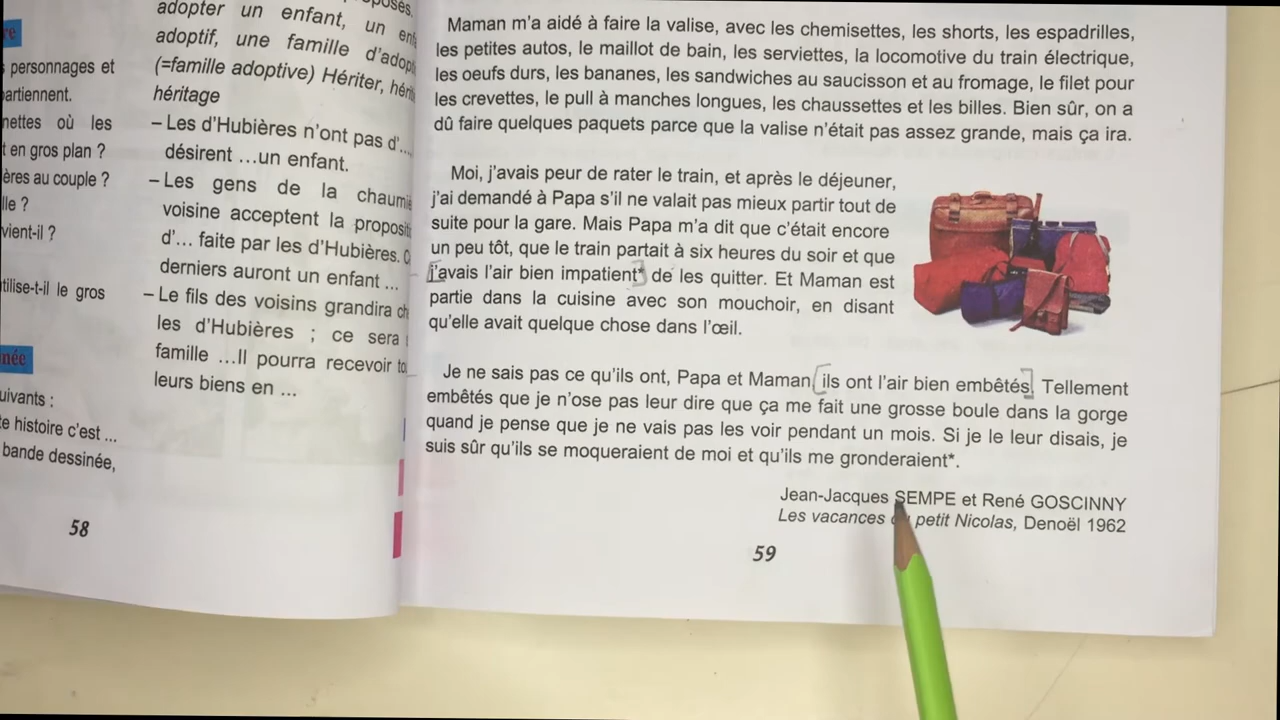 re
personnages et
artiennent.
nettes où les
t en gros plan ?
ères au couple ?
lle ?
vient-il ?
tilise-t-il le gros
née
uivants :
te histoire c'est ...
bande dessinée,
adopter un enfant, un
adoptif, une famille
(=famille adoptive) Hériter,
héritage
– Les d'Hubières n'ont pas d'...
désirent ...un enfant.
– Les gens de la
voisine acceptent la
d'... faite par les d'Hubières.
derniers auront un enfant ...
– Le fils des voisins grandira
les d'Hubières ; ce sera
famille ...Il pourra recevoir
leurs biens en ...
58
Maman m'a aidé à faire la valise, avec les chemisettes, les shorts, les espadrilles,
les petites autos, le maillot de bain, les serviettes, la locomotive du train électrique,
les oeufs durs, les bananes, les sandwiches au saucisson et au fromage, le filet pour
les crevettes, le pull à manches longues, les chaussettes et les billes. Bien sûr, on a
dû faire quelques paquets parce que la valise n'était pas assez grande, mais ça ira.
Moi, j'avais peur de rater le train, et après le déjeuner,
j'ai demandé à Papa s'il ne valait pas mieux partir tout de
suite pour la gare. Mais Papa m'a dit que c'était encore
un peu tôt, que le train partait à six heures du soir et que
j'avais l'air bien impatient* de les quitter. Et Maman est
partie dans la cuisine avec son mouchoir, en disant
qu'elle avait quelque chose dans l'œil.
Je ne sais pas ce qu'ils ont, Papa et Maman, ils ont l'air bien embêtés. Tellement
embêtés que je n'ose pas leur dire que ça me fait une grosse boule dans la gorge
quand je pense que je ne vais pas les voir pendant un mois. Si je le leur disais, je
suis sûr qu'ils se moqueraient de moi et qu'ils me gronderaient*.
Jean-Jacques SEMPE et René GOSCINNY
Les vacances petit Nicolas, Denoël 1962
59